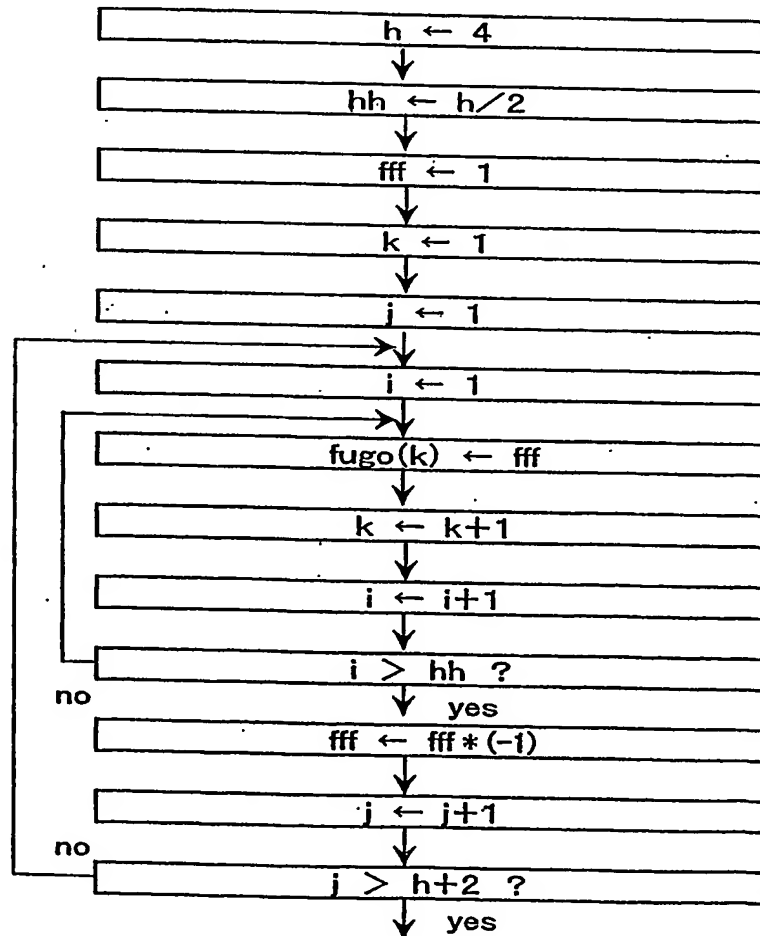 h ← 4
hh ← h/2
fff ← 1
k ← 1
j ← 1
i ← 1
fugo(k) ← fff
k ← k+1
i ← i+1
i > hh ?
no
yes
fff ← fff*(-1)
j ← j+1
no
j > h+2 ?
yes